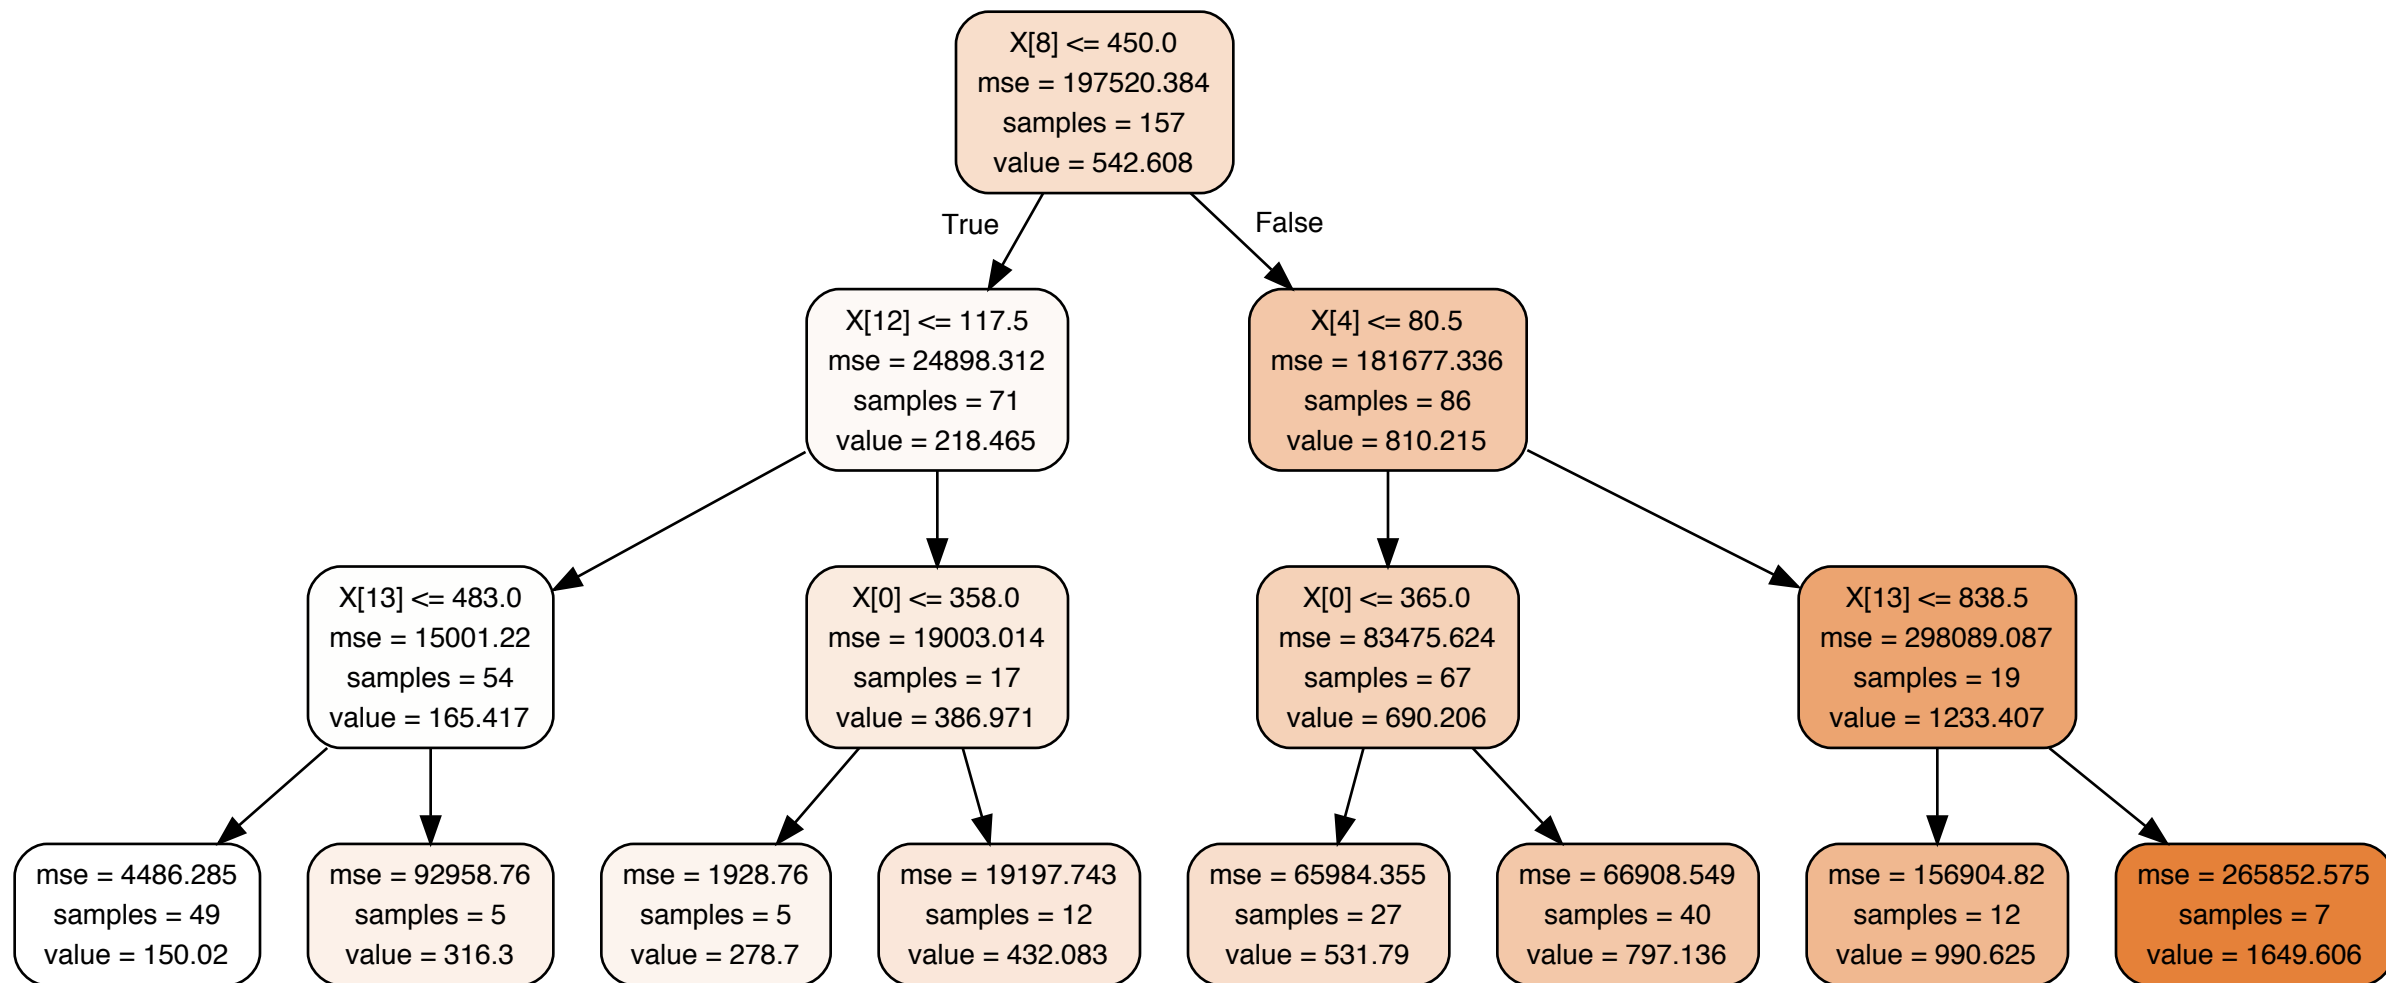 X[8] <= 450.0
mse = 197520.384
samples = 157
value = 542.608
True
False
X[12] <= 117.5
mse = 24898.312
samples = 71
value = 218.465
X[4] <= 80.5
mse = 181677.336
samples = 86
value = 810.215
X[13] <= 483.0
mse = 15001.22
samples = 54
value = 165.417
X[0] <= 358.0
mse = 19003.014
samples = 17
value = 386.971
X[0] <= 365.0
mse = 83475.624
samples = 67
value = 690.206
X[13] <= 838.5
mse = 298089.087
samples = 19
value = 1233.407
mse = 4486.285
samples = 49
value = 150.02
mse = 92958.76
samples = 5
value = 316.3
mse = 1928.76
samples = 5
value = 278.7
mse = 19197.743
samples = 12
value = 432.083
mse = 65984.355
samples = 27
value = 531.79
mse = 66908.549
samples = 40
value = 797.136
mse = 156904.82
samples = 12
value = 990.625
mse = 265852.575
samples = 7
value = 1649.606